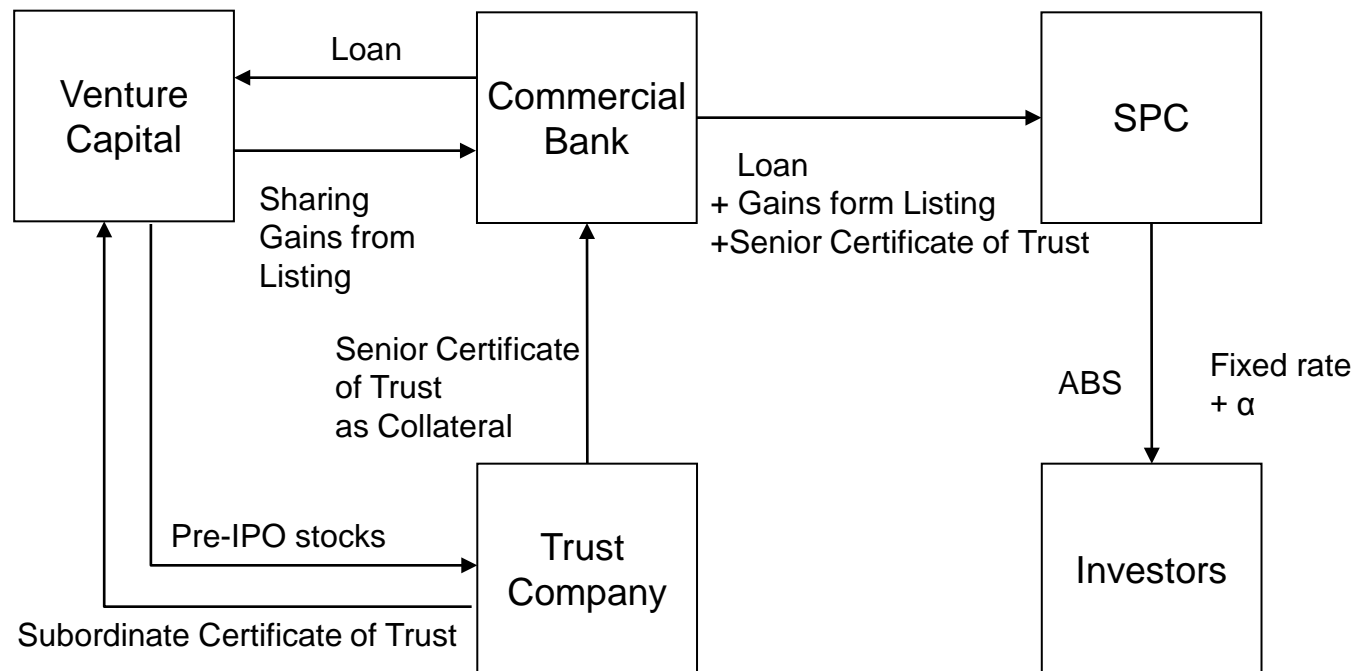 Loan
Venture
Capital
Commercial
Bank
SPC
Sharing
Gains from
Listing
Loan
+ Gains form Listing
+Senior Certificate of Trust
Senior Certificate
of Trust
as Collateral
ABS
Fixed rate
+ α
Pre-IPO stocks
Trust
Company
Investors
Subordinate Certificate of Trust